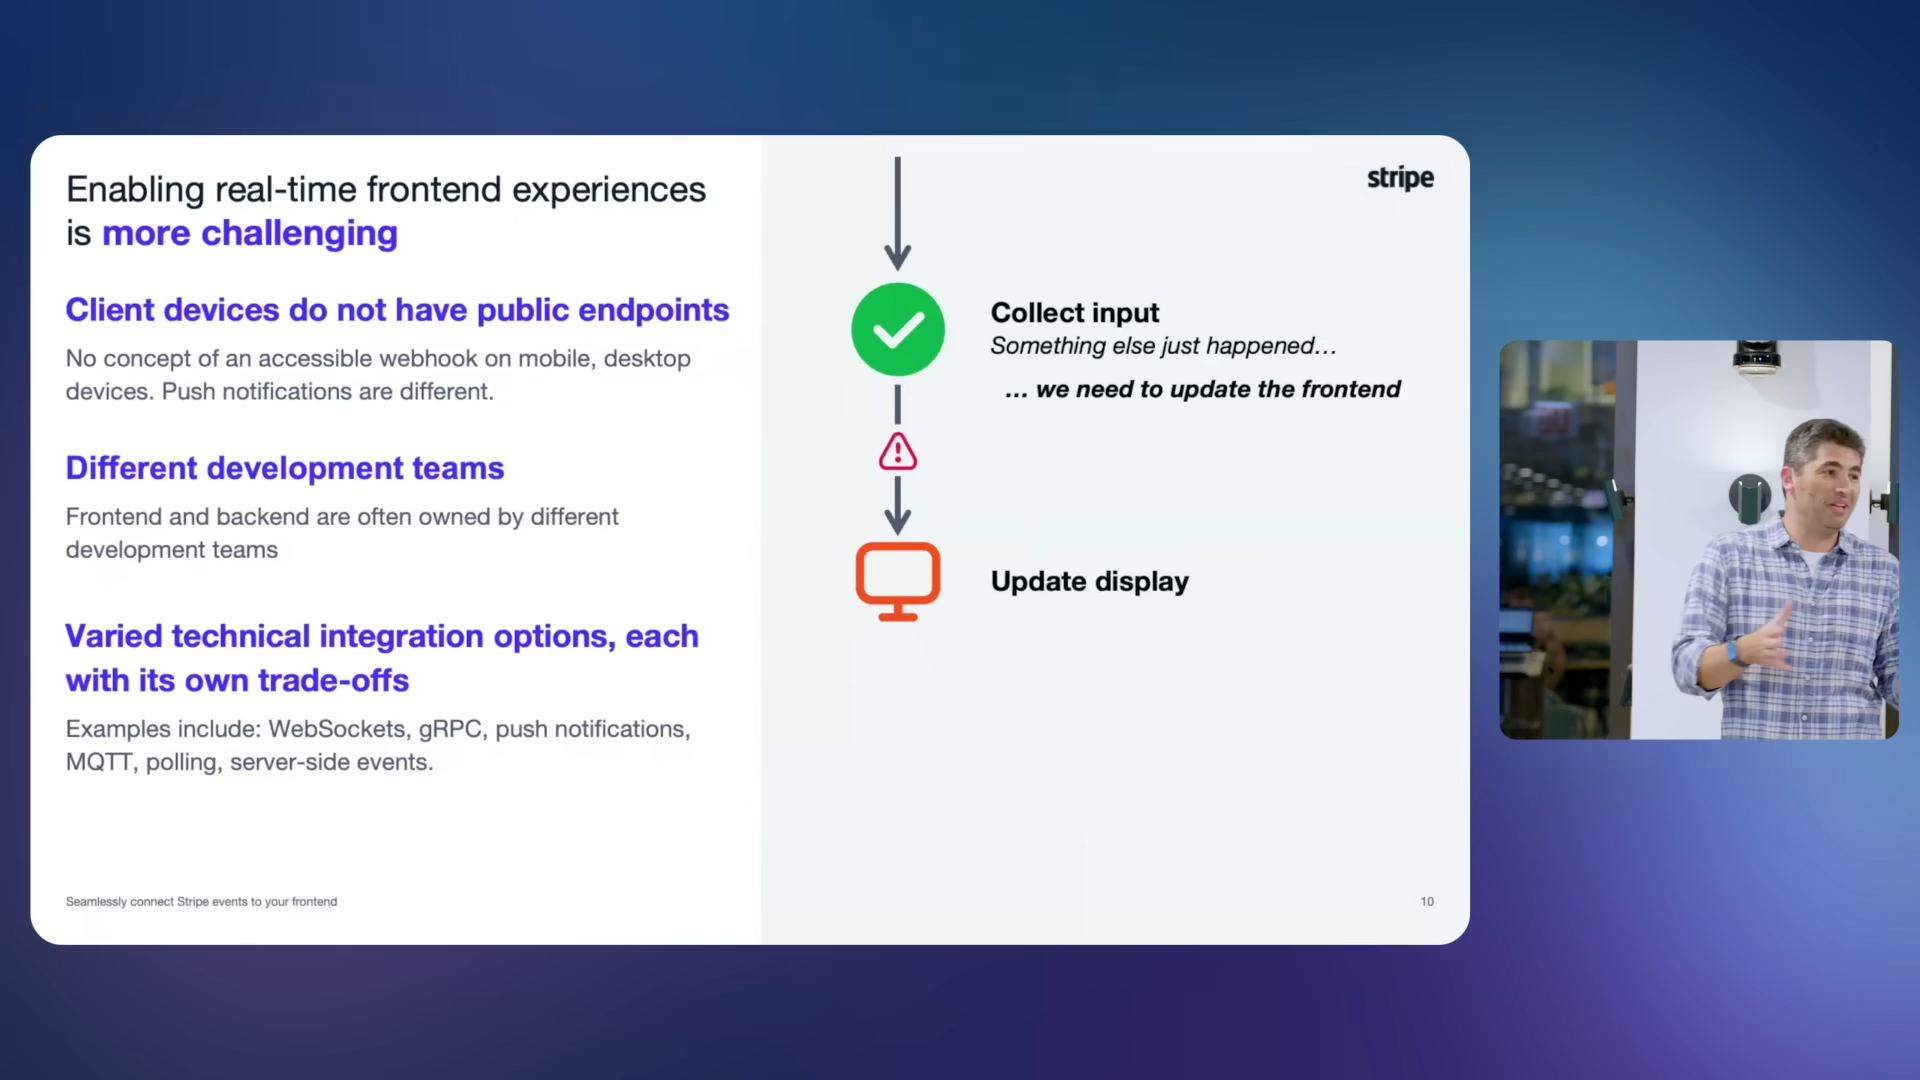 Enabling real-time frontend experiences
is more challenging
Client devices do not have public endpoints
No concept of an accessible webhook on mobile, desktop
devices. Push notifications are different.
Different development teams
Frontend and backend are often owned by different
development teams
Varied technical integration options, each
with its own trade-offs
Examples include: WebSockets, gRPC, push notifications,
MQTT, polling, server-side events.
Seamlessly connect Stripe events to your frontend
stripe
Collect input
Something else just happened…
… we need to update the frontend
Update display
10